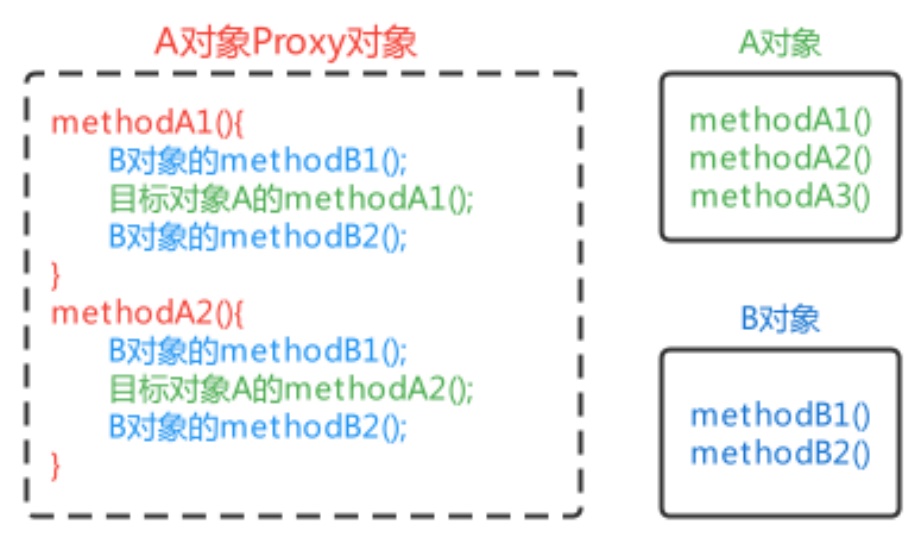 A对象Proxy对象
methodA1(){
B对象的methodB1();
目标对象A的methodA1();
B对象的methodB2();
}
methodA2(){
B对象的methodB1();
目标对象A的methodA2();
B对象的methodB2();
}
A对象
methodA1()
methodA2()
methodA3()
B对象
methodB1()
methodB2()